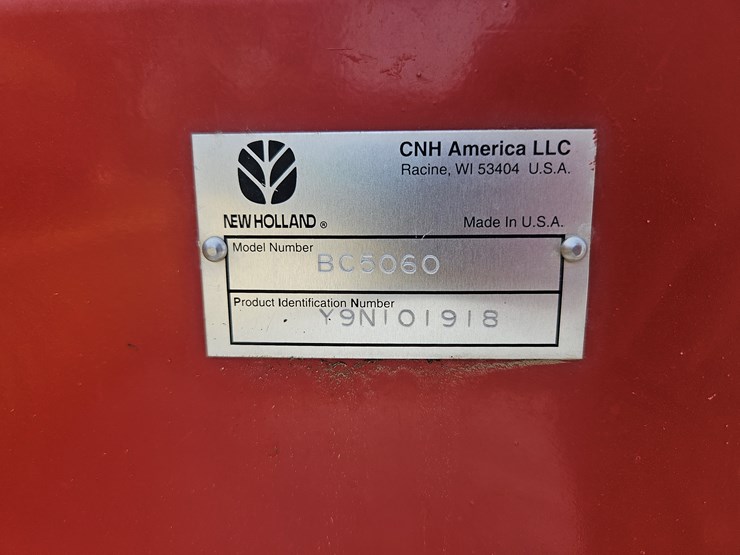 CNH America LLC
Racine, WI 53404 U.S.A.
NEW HOLLAND ®
Made In U.S.A.
Model Number
BC5060
Product Identification Number
Y9N101918